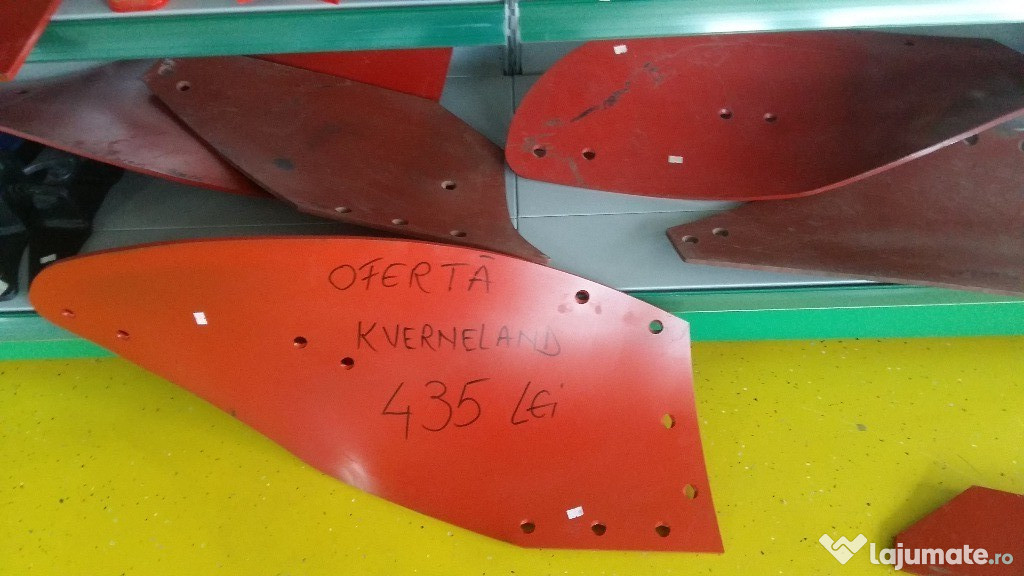 OFERTĂ
KVERNELAND
435 LEi
lajumate.ro